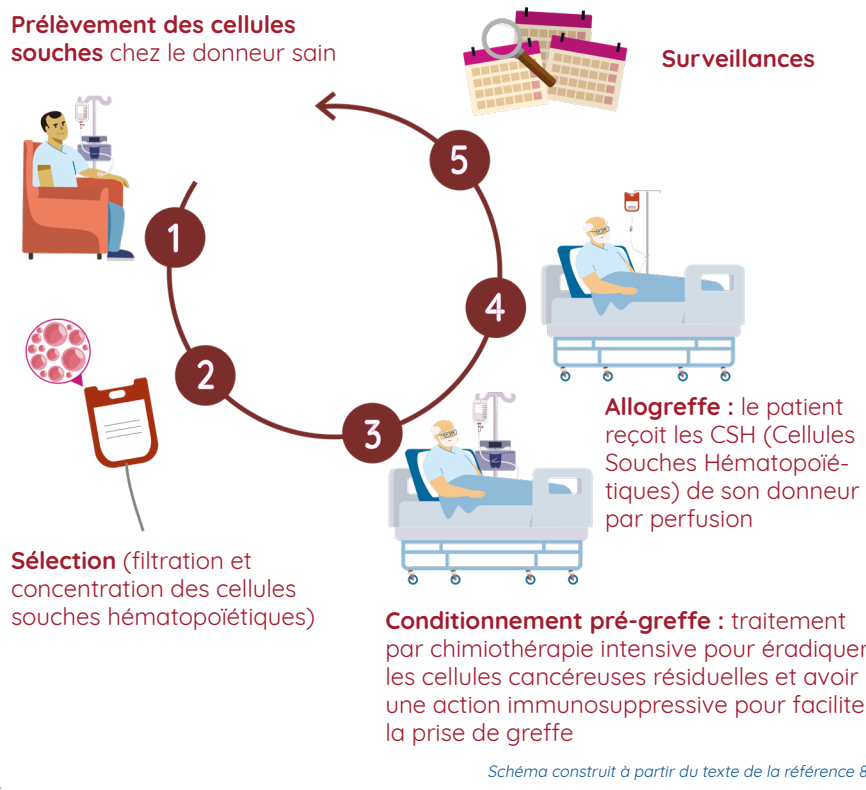 Prélèvement des cellules
souches chez le donneur sain
Surveillances
1
2
3
4
5
Sélection (filtration et
concentration des cellules
souches hématopoïétiques)
Conditionnement pré-greffe : traitement
par chimiothérapie intensive pour éradiquer
les cellules cancéreuses résiduelles et avoir
une action immunosuppressive pour facilite
la prise de greffe
Allogreffe : le patient
reçoit les CSH (Cellules
Souches Hématopoïé-
tiques) de son donneur
par perfusion
Schéma construit à partir du texte de la référence 8